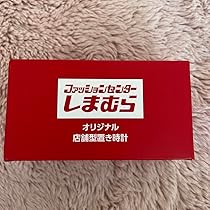 ファッションセンター
しまむら
オリジナル
店舗型置き時計